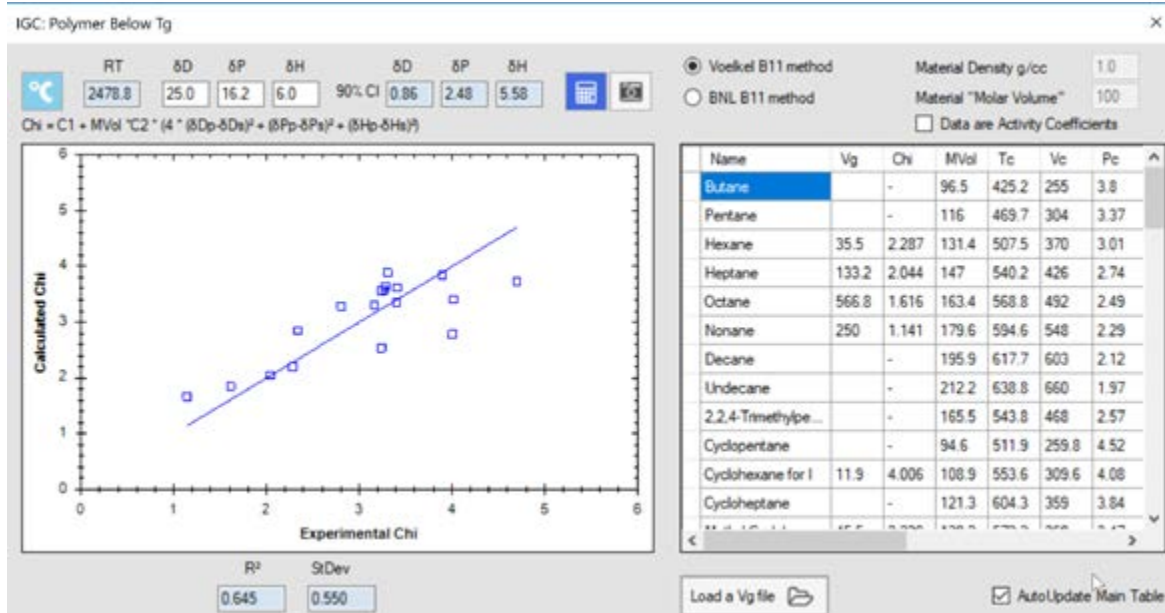 IGC: Polymer Below Tg ×
RT δD δP δH δD δP δH
°C 2478.8 25.0 16.2 6.0 90% CI 0.86 2.48 5.58
Chi = C1 + MVol *C2 * (4 * (δDp-δDs)² + (δPp-δPs)² + (δHp-δHs)²)
Voelkel B11 method
BNL B11 method
Material Density g/cc 1.0
Material "Molar Volume" 100
Data are Activity Coefficients
6
5
4
3
2
1
0
Calculated Chi
0 1 2 3 4 5 6
Experimental Chi
R² StDev
0.645 0.550
Name Vg Chi MVol Tc Vc Pc
Butane - 96.5 425.2 255 3.8
Pentane - 116 469.7 304 3.37
Hexane 35.5 2.287 131.4 507.5 370 3.01
Heptane 133.2 2.044 147 540.2 426 2.74
Octane 566.8 1.616 163.4 568.8 492 2.49
Nonane 250 1.141 179.6 594.6 548 2.29
Decane - 195.9 617.7 603 2.12
Undecane - 212.2 638.8 660 1.97
2,2,4-Trimethylpe... - 165.5 543.8 468 2.57
Cyclopentane - 94.6 511.9 259.8 4.52
Cyclohexane for I 11.9 4.006 108.9 553.6 309.6 4.08
Cycloheptane - 121.3 604.3 359 3.84
Load a Vg file
AutoUpdate Main Table